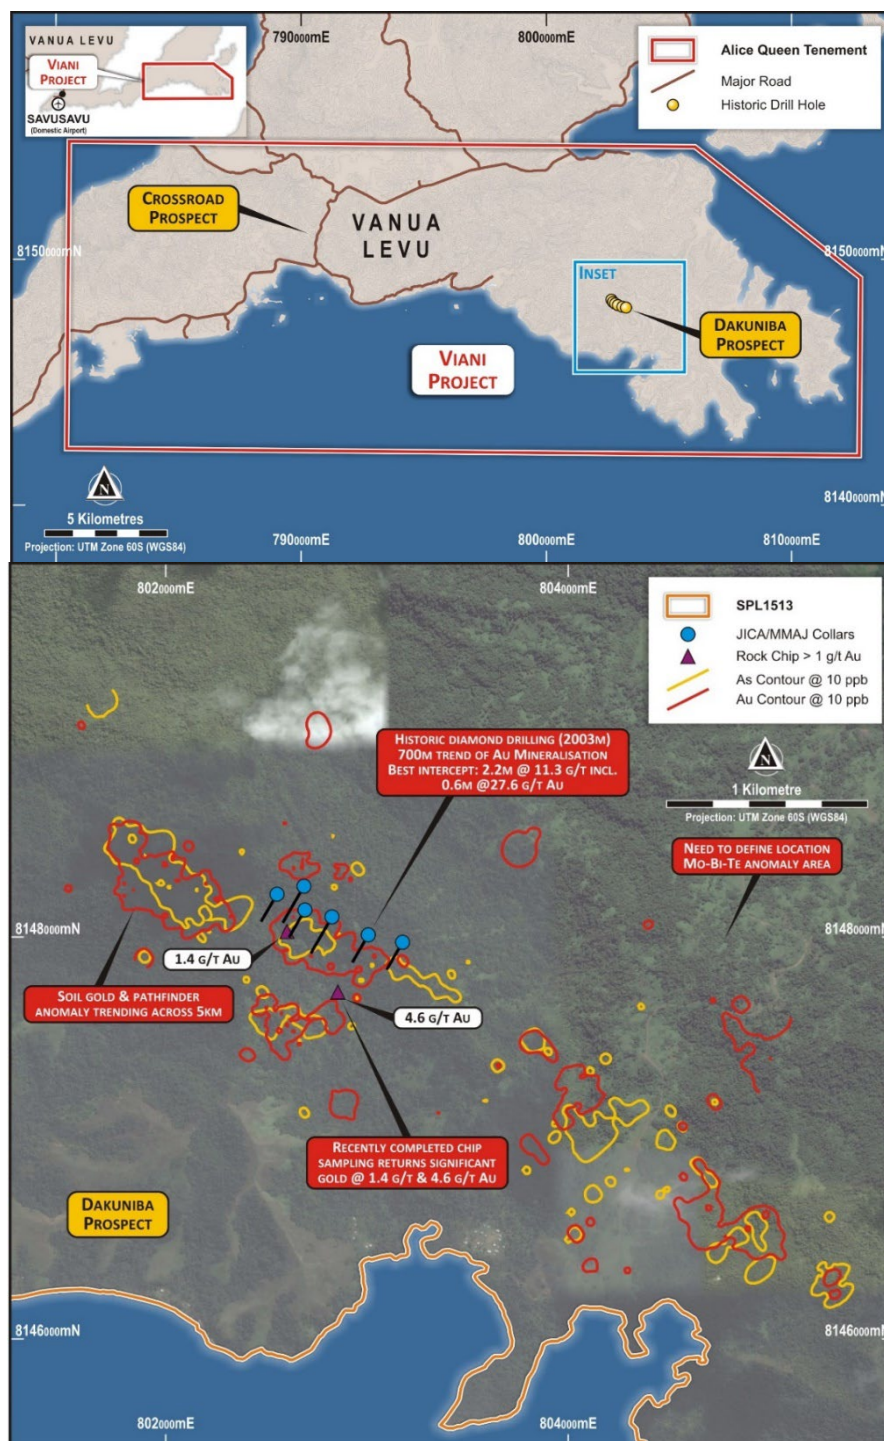 VANUA LEVU
VIANI
PROJECT
SAVUSAVU
(Domestic Airport)
790000mE
800000mE
Alice Queen Tenement
Major Road
Historic Drill Hole
CROSSROAD
PROSPECT
VANUA
LEVU
8150000mN
8150000mN
INSET
DAKUNIBA
PROSPECT
VIANI
PROJECT
N
5 Kilometres
Projection: UTM Zone 60S (WGS84)
8140000mN
790000mE
800000mE
810000mE
802000mE
804000mE
SPL1513
JICA/MMAJ Collars
Rock Chip > 1 g/t Au
As Contour @ 10 ppb
Au Contour @ 10 ppb
N
1 Kilometre
Projection: UTM Zone 60S (WGS84)
HISTORIC DIAMOND DRILLING (2003M)
700M TREND OF AU MINERALISATION
BEST INTERCEPT: 2.2M @ 11.3 G/T INCL.
0.6M @27.6 G/T AU
NEED TO DEFINE LOCATION
MO-BI-TE ANOMALY AREA
8148000mN
8148000mN
1.4 G/T AU
SOIL GOLD & PATHFINDER
ANOMALY TRENDING ACROSS 5KM
4.6 G/T AU
RECENTLY COMPLETED CHIP
SAMPLING RETURNS SIGNIFICANT
GOLD @ 1.4 G/T & 4.6 G/T AU
DAKUNIBA
PROSPECT
8146000mN
8146000mN
802000mE
804000mE